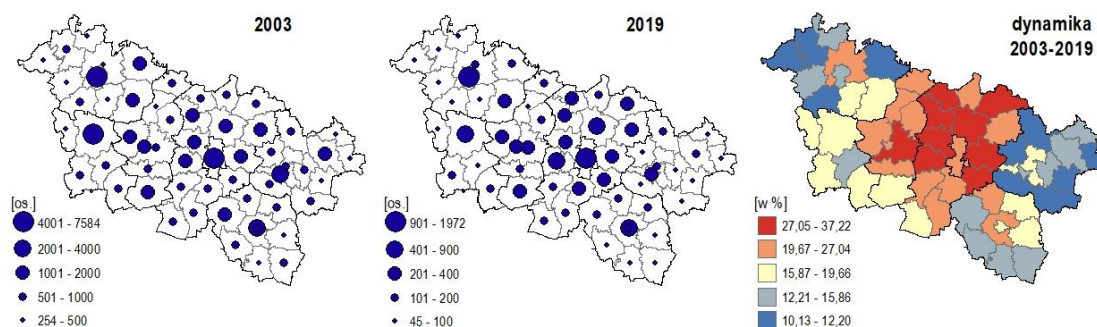 2003
[os.]
4001 - 7584
2001 - 4000
1001 - 2000
501 - 1000
254 - 500
2019
[os.]
901 - 1972
401 - 900
201 - 400
101 - 200
45 - 100
dynamika
2003-2019
[w %]
27,05 - 37,22
19,67 - 27,04
15,87 - 19,66
12,21 - 15,86
10,13 - 12,20